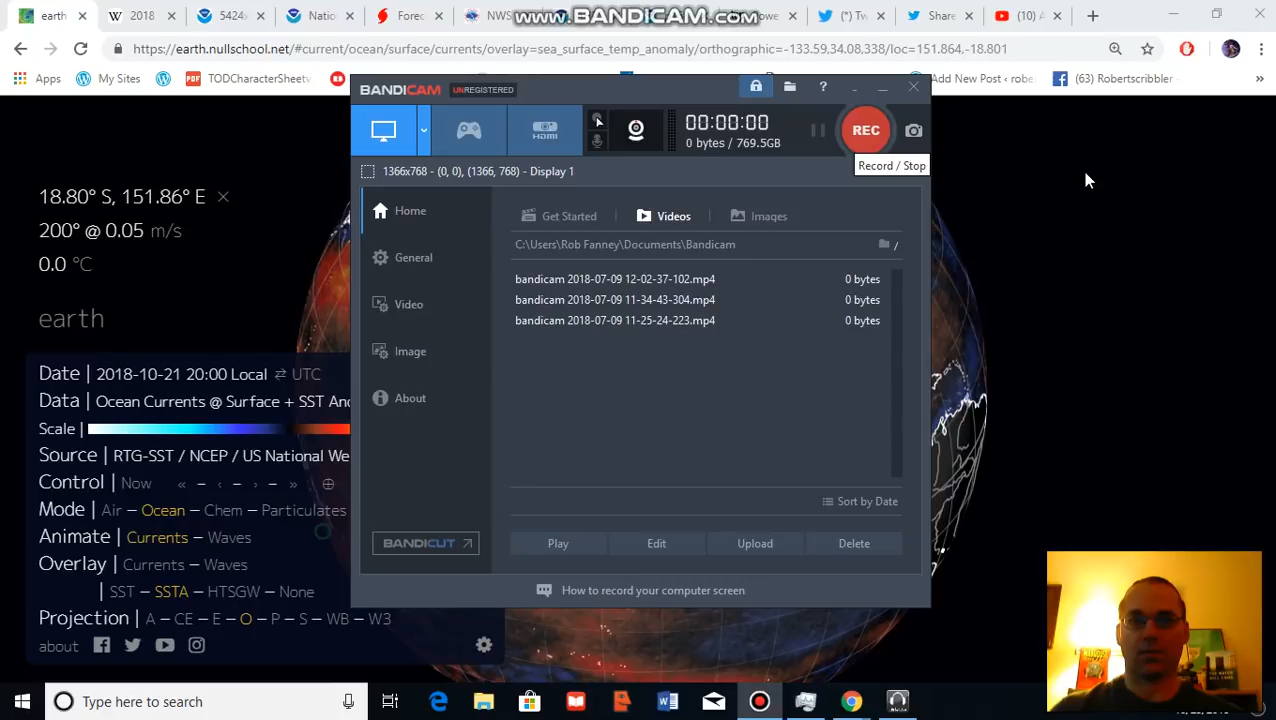 earth
2018
5424x
Nation
Forec
NWS
www.BANDICAM.com
(*) Tw
Share
(10) A
https://earth.nullschool.net/#current/ocean/surface/currents/overlay=sea_surface_temp_anomaly/orthographic=-133.59,34.08,338/loc=151.864,-18.801
Apps
My Sites
TODCharacterSheetv
Add New Post ‹ robe
(63) Robertscribbler -
»
BANDICAM UNREGISTERED
00:00:00
0 bytes / 769.5GB
REC
Record / Stop
HDMI
1366x768 - (0, 0), (1366, 768) - Display 1
Home
General
Video
Image
About
BANDICUT
Get Started
Videos
Images
C:\Users\Rob Fanney\Documents\Bandicam
/
bandicam 2018-07-09 12-02-37-102.mp4 0 bytes
bandicam 2018-07-09 11-34-43-304.mp4 0 bytes
bandicam 2018-07-09 11-25-24-223.mp4 0 bytes
Sort by Date
Play Edit Upload Delete
How to record your computer screen
18.80° S, 151.86° E ×
200° @ 0.05 m/s
0.0 °C
earth
Date | 2018-10-21 20:00 Local ⇄ UTC
Data | Ocean Currents @ Surface + SST Ano
Scale |
Source | RTG-SST / NCEP / US National We
Control | Now « – ‹ – › – » ⊕
Mode | Air – Ocean – Chem – Particulates
Animate | Currents – Waves
Overlay | Currents – Waves
| SST – SSTA – HTSGW – None
Projection | A – CE – E – O – P – S – WB – W3
about
Type here to search